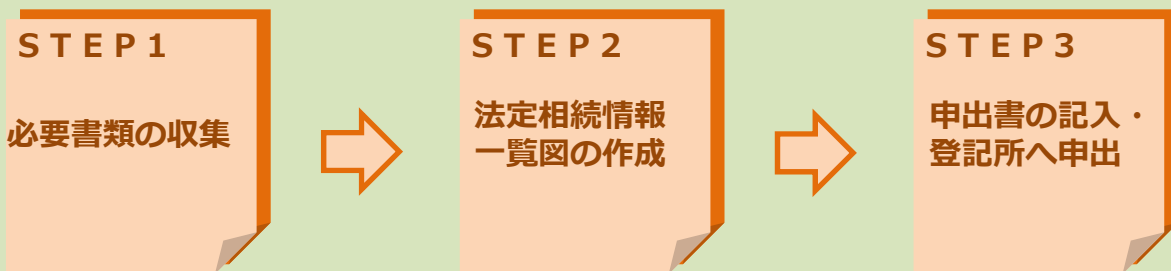 ＳＴＥＰ１
必要書類の収集
ＳＴＥＰ２
法定相続情報
一覧図の作成
ＳＴＥＰ３
申出書の記入・
登記所へ申出